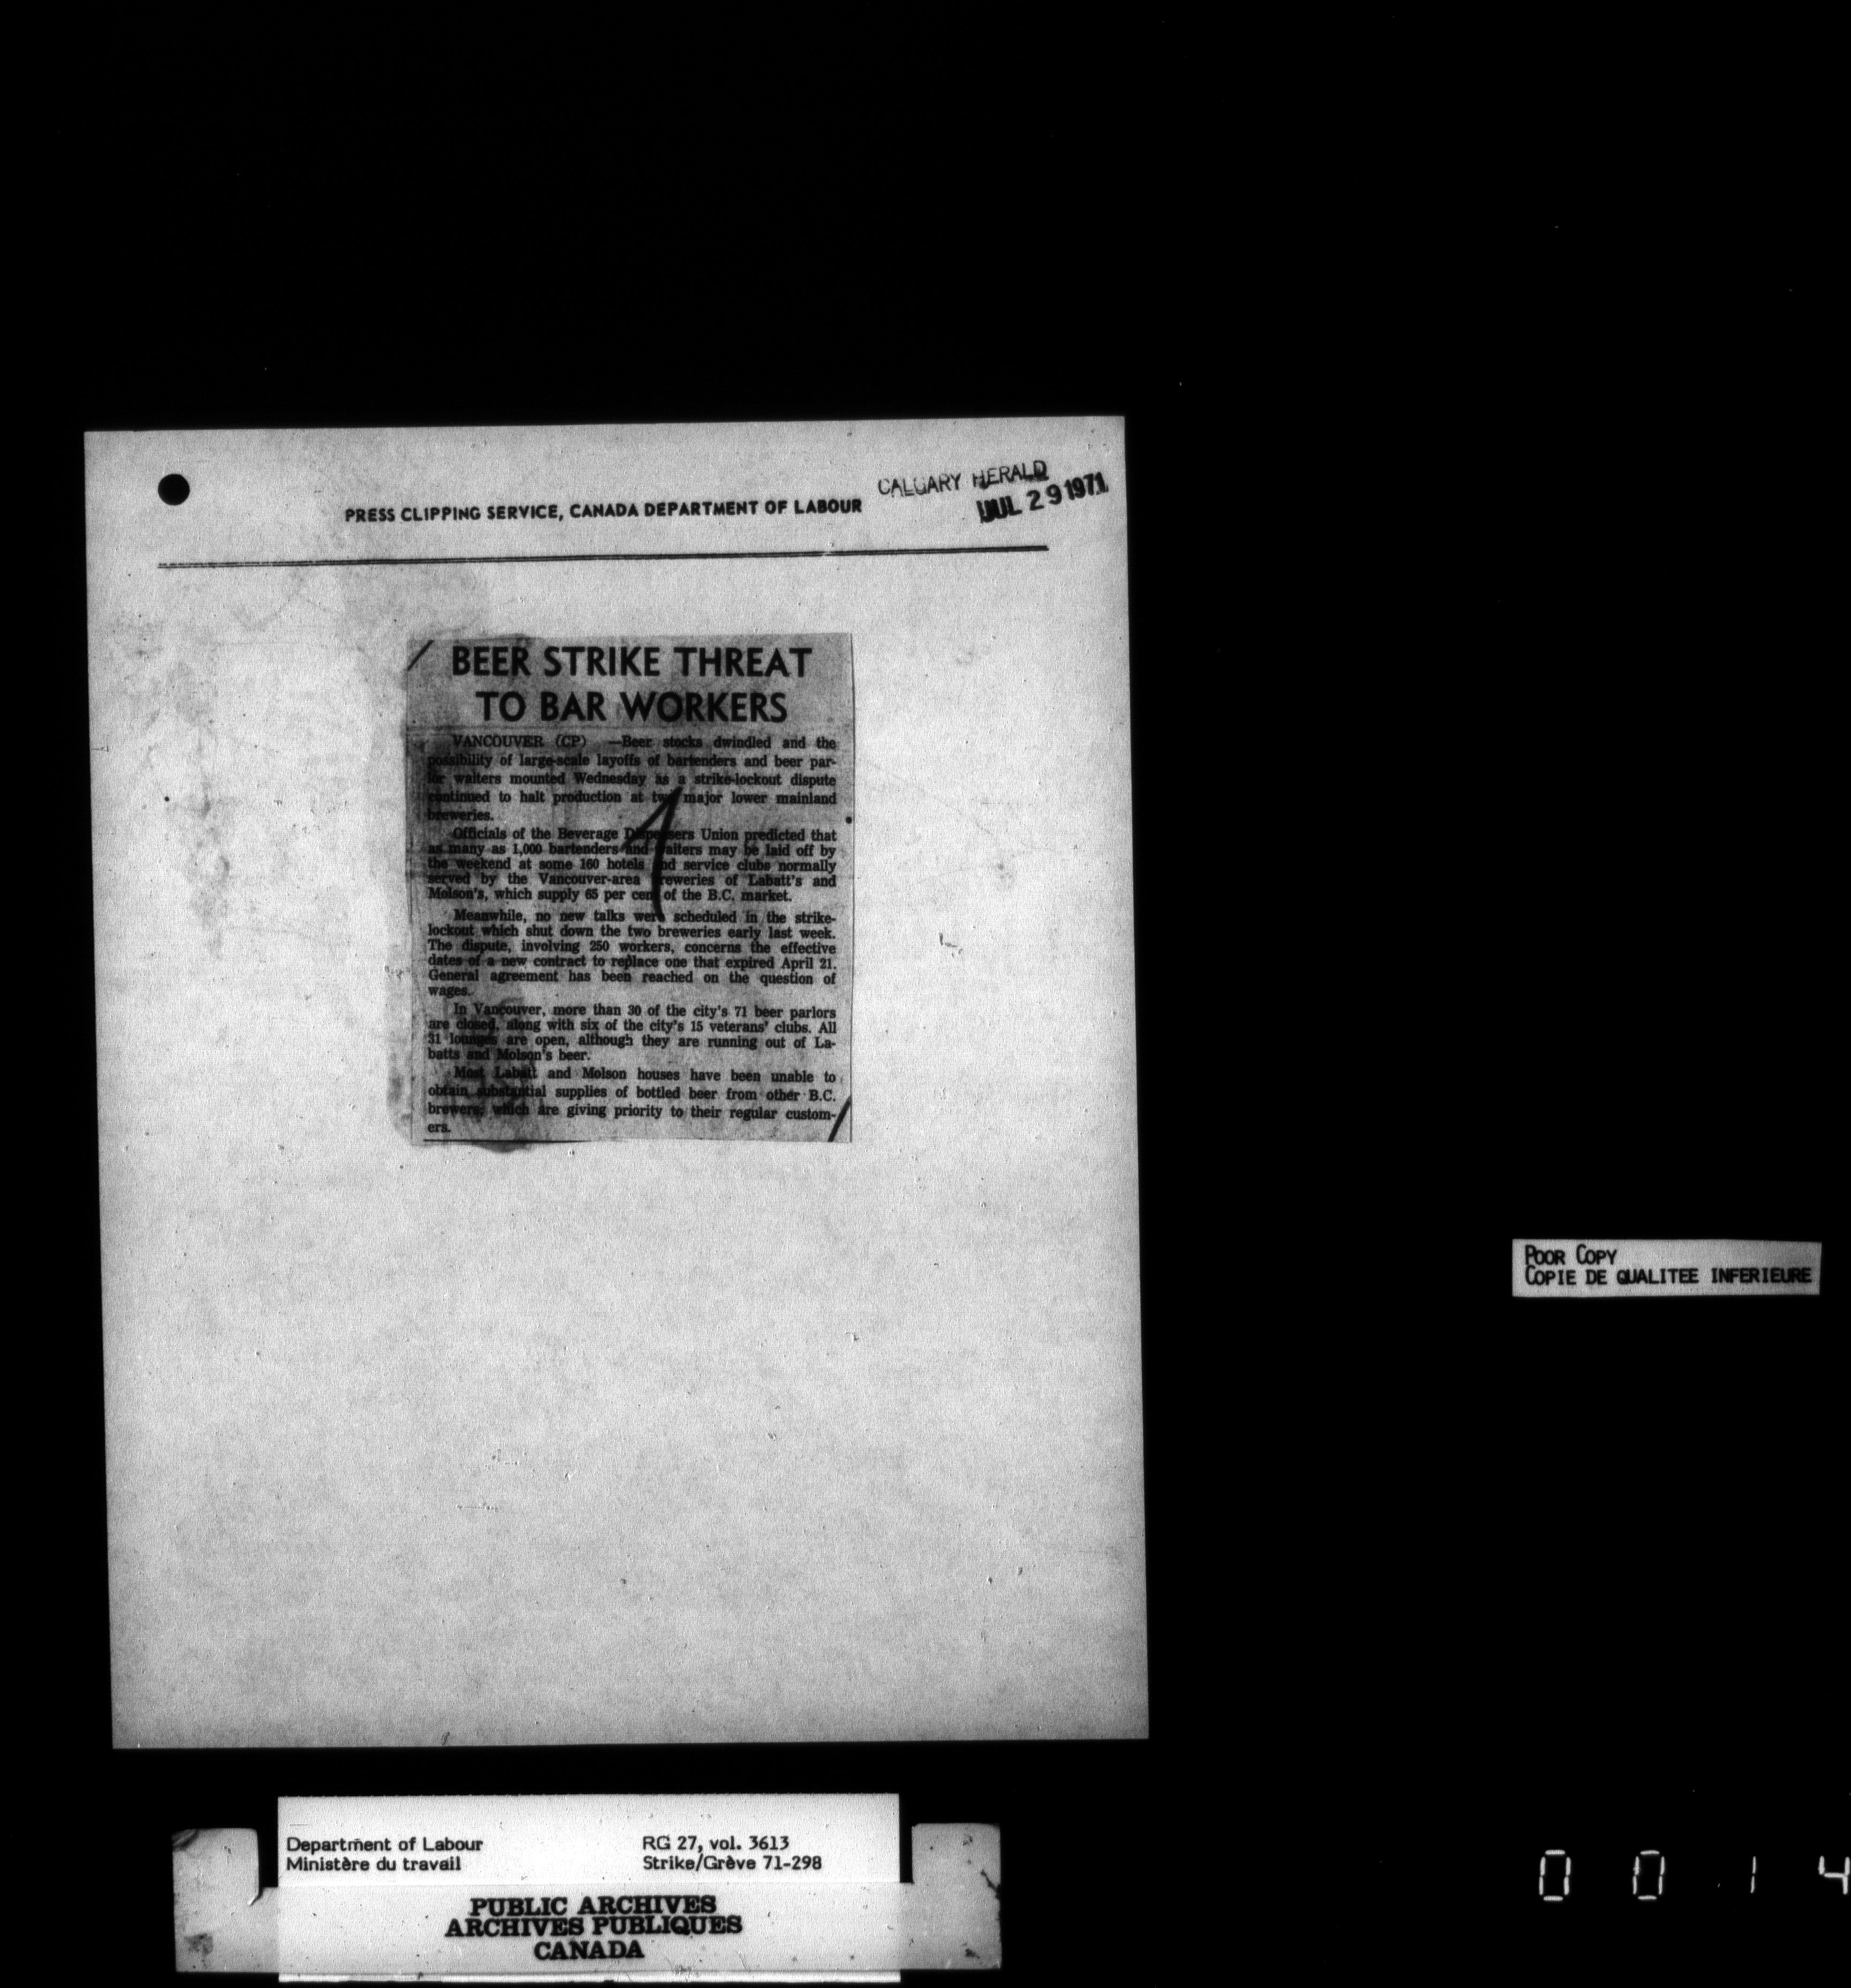 CALGARY HERALD
JUL 29 1971
PRESS CLIPPING SERVICE, CANADA DEPARTMENT OF LABOUR
BEER STRIKE THREAT
TO BAR WORKERS
VANCOUVER (CP) —Beer stocks dwindled and the
possibility of large-scale layoffs of bartenders and beer par-
lor waiters mounted Wednesday as a strike-lockout dispute
continued to halt production at two major lower mainland
breweries.
Officials of the Beverage Dispensers Union predicted that
as many as 1,000 bartenders and waiters may be laid off by
the weekend at some 160 hotels and service clubs normally
served by the Vancouver-area breweries of Labatt's and
Molson's, which supply 65 per cent of the B.C. market.
Meanwhile, no new talks were scheduled in the strike-
lockout which shut down the two breweries early last week.
The dispute, involving 250 workers, concerns the effective
dates of a new contract to replace one that expired April 21.
General agreement has been reached on the question of
wages.
In Vancouver, more than 30 of the city's 71 beer parlors
are closed, along with six of the city's 15 veterans' clubs. All
31 lounges are open, although they are running out of La-
batts and Molson's beer.
Most Labatt and Molson houses have been unable to
obtain substantial supplies of bottled beer from other B.C.
brewers, which are giving priority to their regular custom-
ers.
1
POOR COPY
COPIE DE QUALITEE INFERIEURE
Department of Labour RG 27, vol. 3613
Ministère du travail Strike/Grève 71-298
PUBLIC ARCHIVES
ARCHIVES PUBLIQUES
CANADA
0 0 1 4